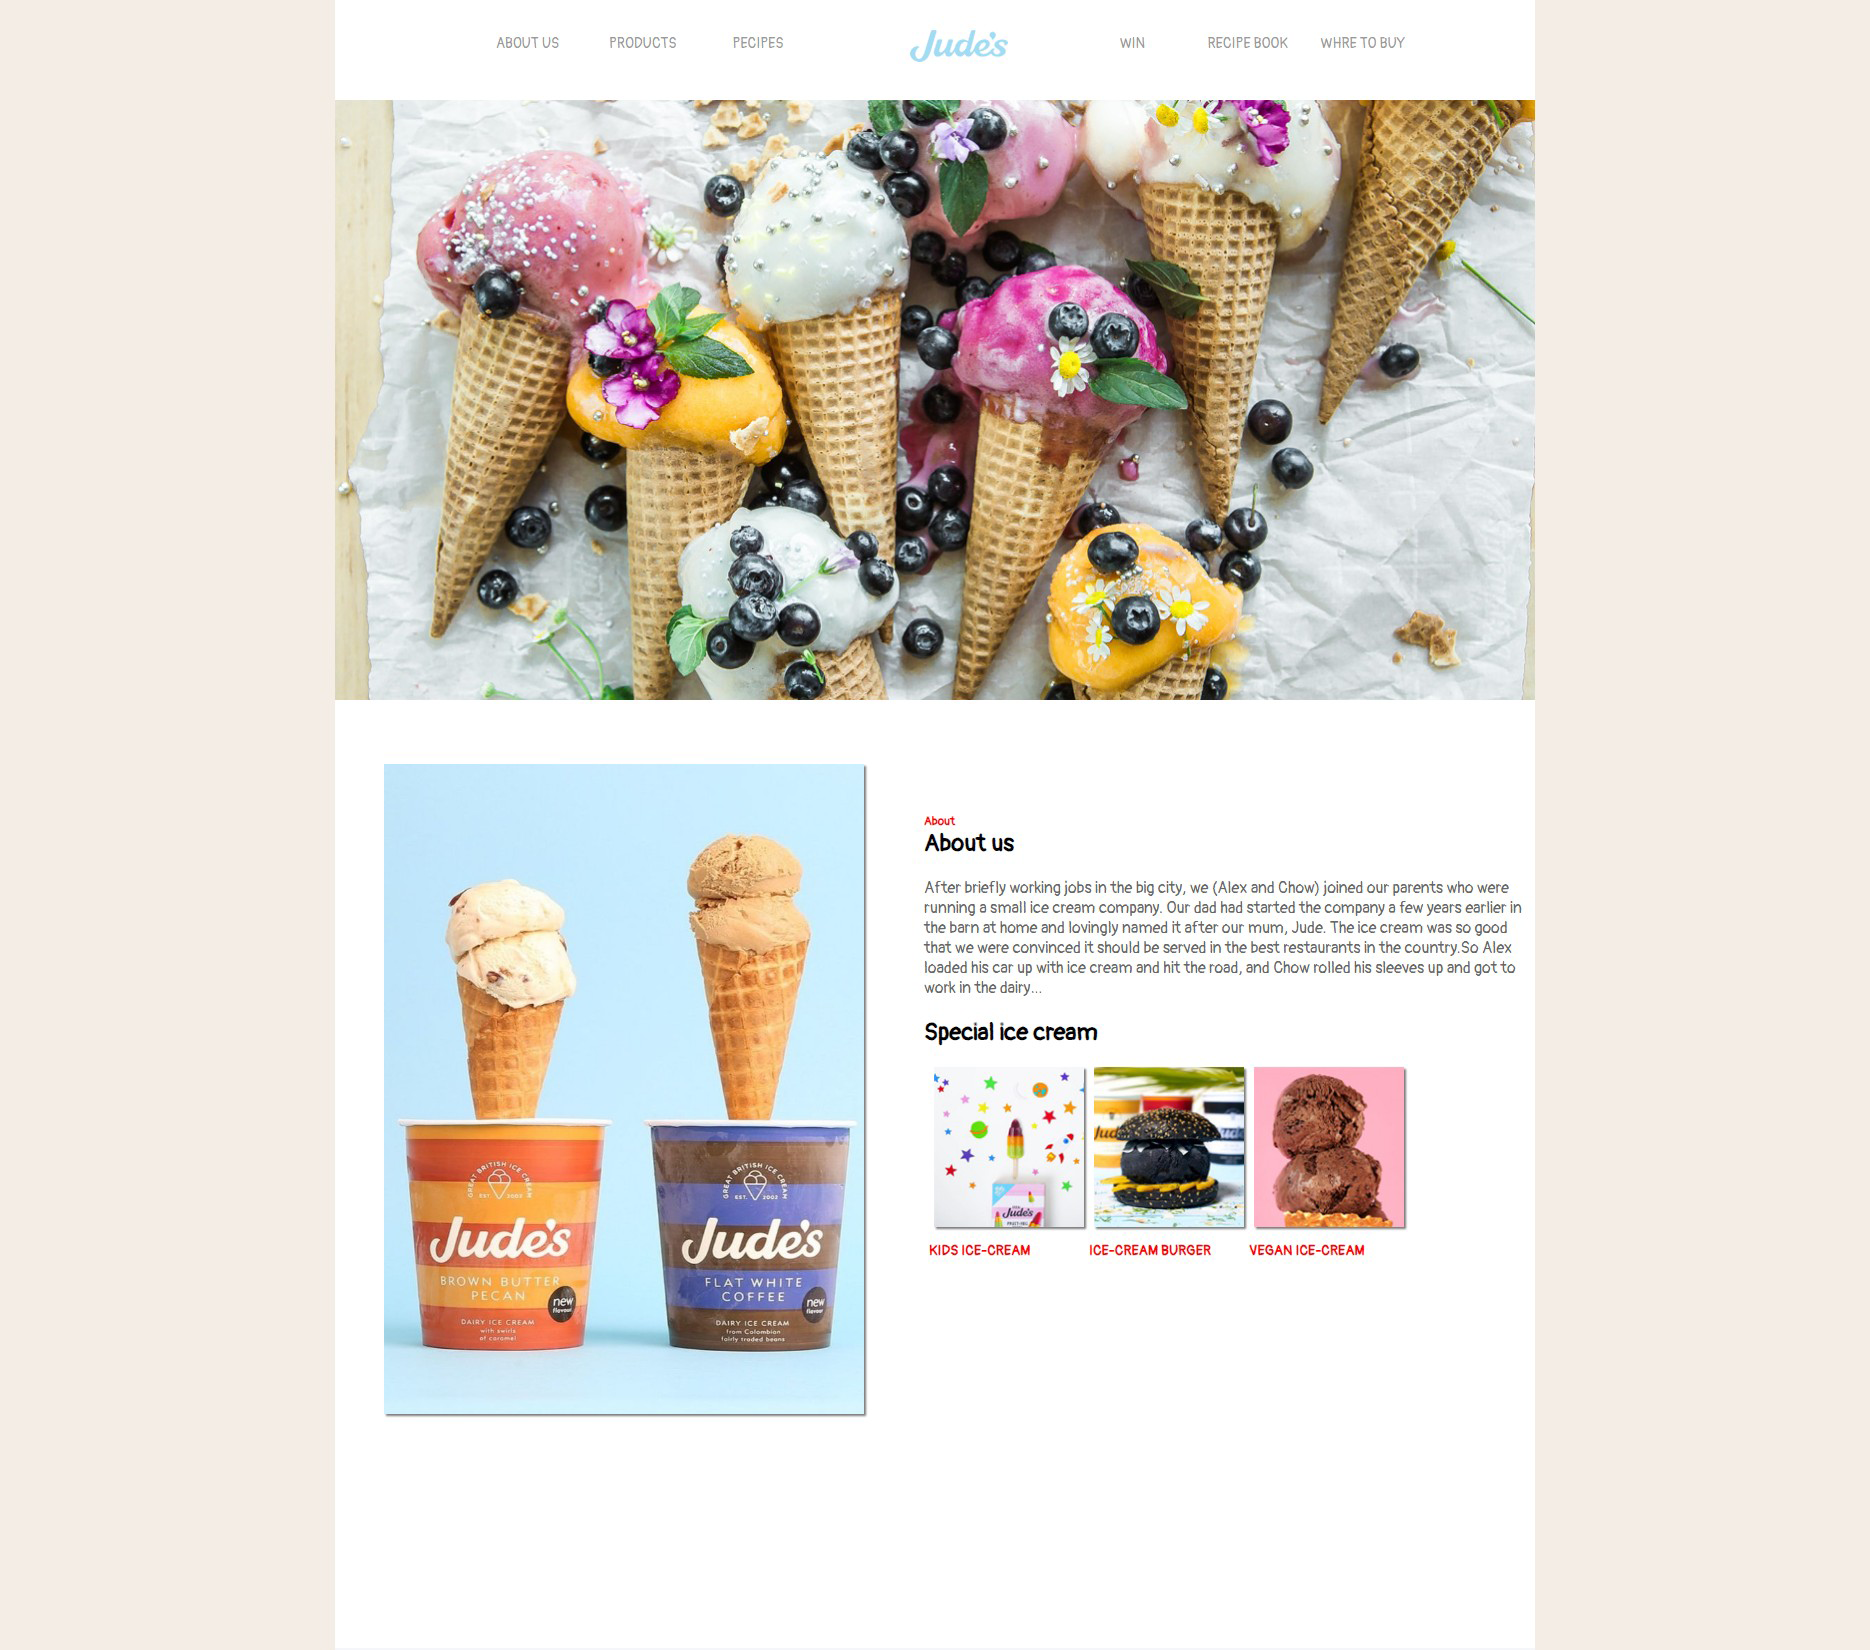 ABOUT US PRODUCTS PECIPES Jude's WIN RECIPE BOOK WHRE TO BUY
About
About us
After briefly working jobs in the big city, we (Alex and Chow) joined our parents who were
running a small ice cream company. Our dad had started the company a few years earlier in
the barn at home and lovingly named it after our mum, Jude. The ice cream was so good
that we were convinced it should be served in the best restaurants in the country.So Alex
loaded his car up with ice cream and hit the road, and Chow rolled his sleeves up and got to
work in the dairy...
Special ice cream
Jude's
KIDS ICE-CREAM ICE-CREAM BURGER VEGAN ICE-CREAM
GREAT BRITISH ICE CREAM
EST. 2002
Jude's
BROWN BUTTER
PECAN
new
flavour
DAIRY ICE CREAM
with swirls
of caramel
GREAT BRITISH ICE CREAM
EST. 2002
Jude's
FLAT WHITE
COFFEE
new
flavour
DAIRY ICE CREAM
from Colombian
fairly traded beans